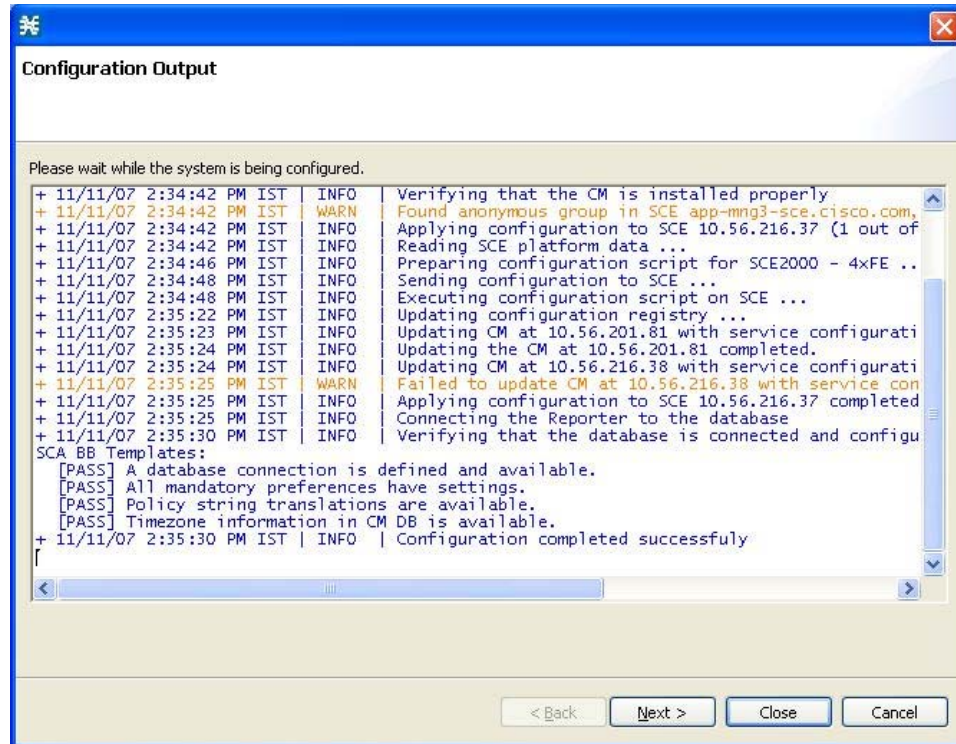 Configuration Output
Please wait while the system is being configured.
+ 11/11/07 2:34:42 PM IST | INFO | Verifying that the CM is installed properly
+ 11/11/07 2:34:42 PM IST | WARN | Found anonymous group in SCE app-mng3-sce.cisco.com,
+ 11/11/07 2:34:42 PM IST | INFO | Applying configuration to SCE 10.56.216.37 (1 out of
+ 11/11/07 2:34:42 PM IST | INFO | Reading SCE platform data ...
+ 11/11/07 2:34:46 PM IST | INFO | Preparing configuration script for SCE2000 - 4xFE ..
+ 11/11/07 2:34:48 PM IST | INFO | Sending configuration to SCE ...
+ 11/11/07 2:34:48 PM IST | INFO | Executing configuration script on SCE ...
+ 11/11/07 2:35:22 PM IST | INFO | Updating configuration registry ...
+ 11/11/07 2:35:23 PM IST | INFO | Updating CM at 10.56.201.81 with service configurati
+ 11/11/07 2:35:24 PM IST | INFO | Updating the CM at 10.56.201.81 completed.
+ 11/11/07 2:35:24 PM IST | INFO | Updating CM at 10.56.216.38 with service configurati
+ 11/11/07 2:35:25 PM IST | WARN | Failed to update CM at 10.56.216.38 with service con
+ 11/11/07 2:35:25 PM IST | INFO | Applying configuration to SCE 10.56.216.37 completed
+ 11/11/07 2:35:25 PM IST | INFO | Connecting the Reporter to the database
+ 11/11/07 2:35:30 PM IST | INFO | Verifying that the database is connected and configu
SCA BB Templates:
[PASS] A database connection is defined and available.
[PASS] All mandatory preferences have settings.
[PASS] Policy string translations are available.
[PASS] Timezone information in CM DB is available.
+ 11/11/07 2:35:30 PM IST | INFO | Configuration completed successfuly
< Back Next > Close Cancel